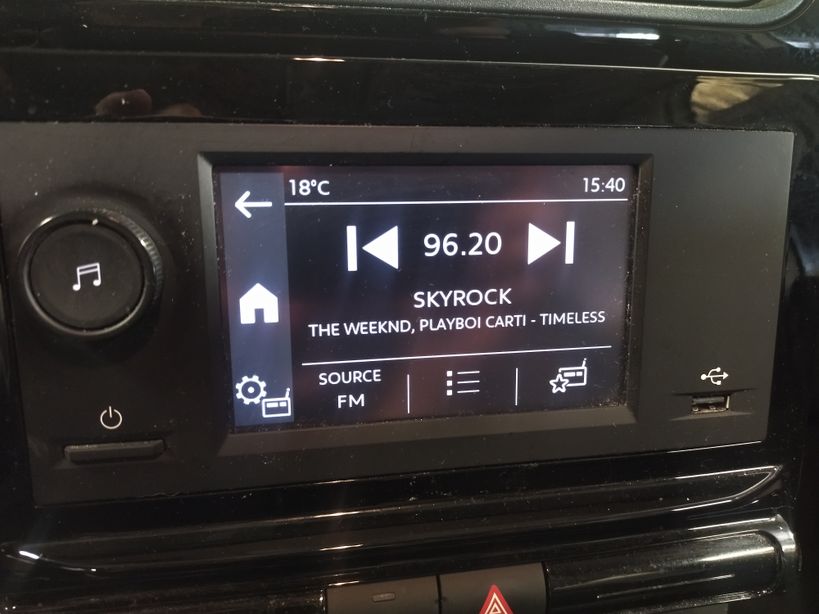 18°C 15:40
96.20
SKYROCK
THE WEEKND, PLAYBOI CARTI - TIMELESS
SOURCE
FM